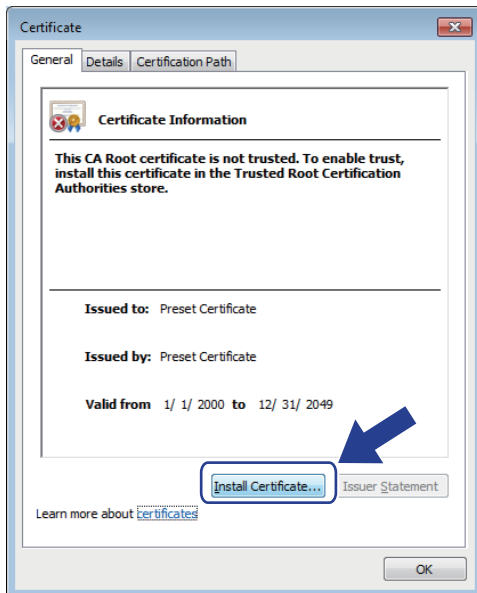 Certificate
General Details Certification Path
Certificate Information
This CA Root certificate is not trusted. To enable trust,
install this certificate in the Trusted Root Certification
Authorities store.
Issued to: Preset Certificate
Issued by: Preset Certificate
Valid from 1/ 1/ 2000 to 12/ 31/ 2049
Install Certificate... Issuer Statement
Learn more about certificates
OK